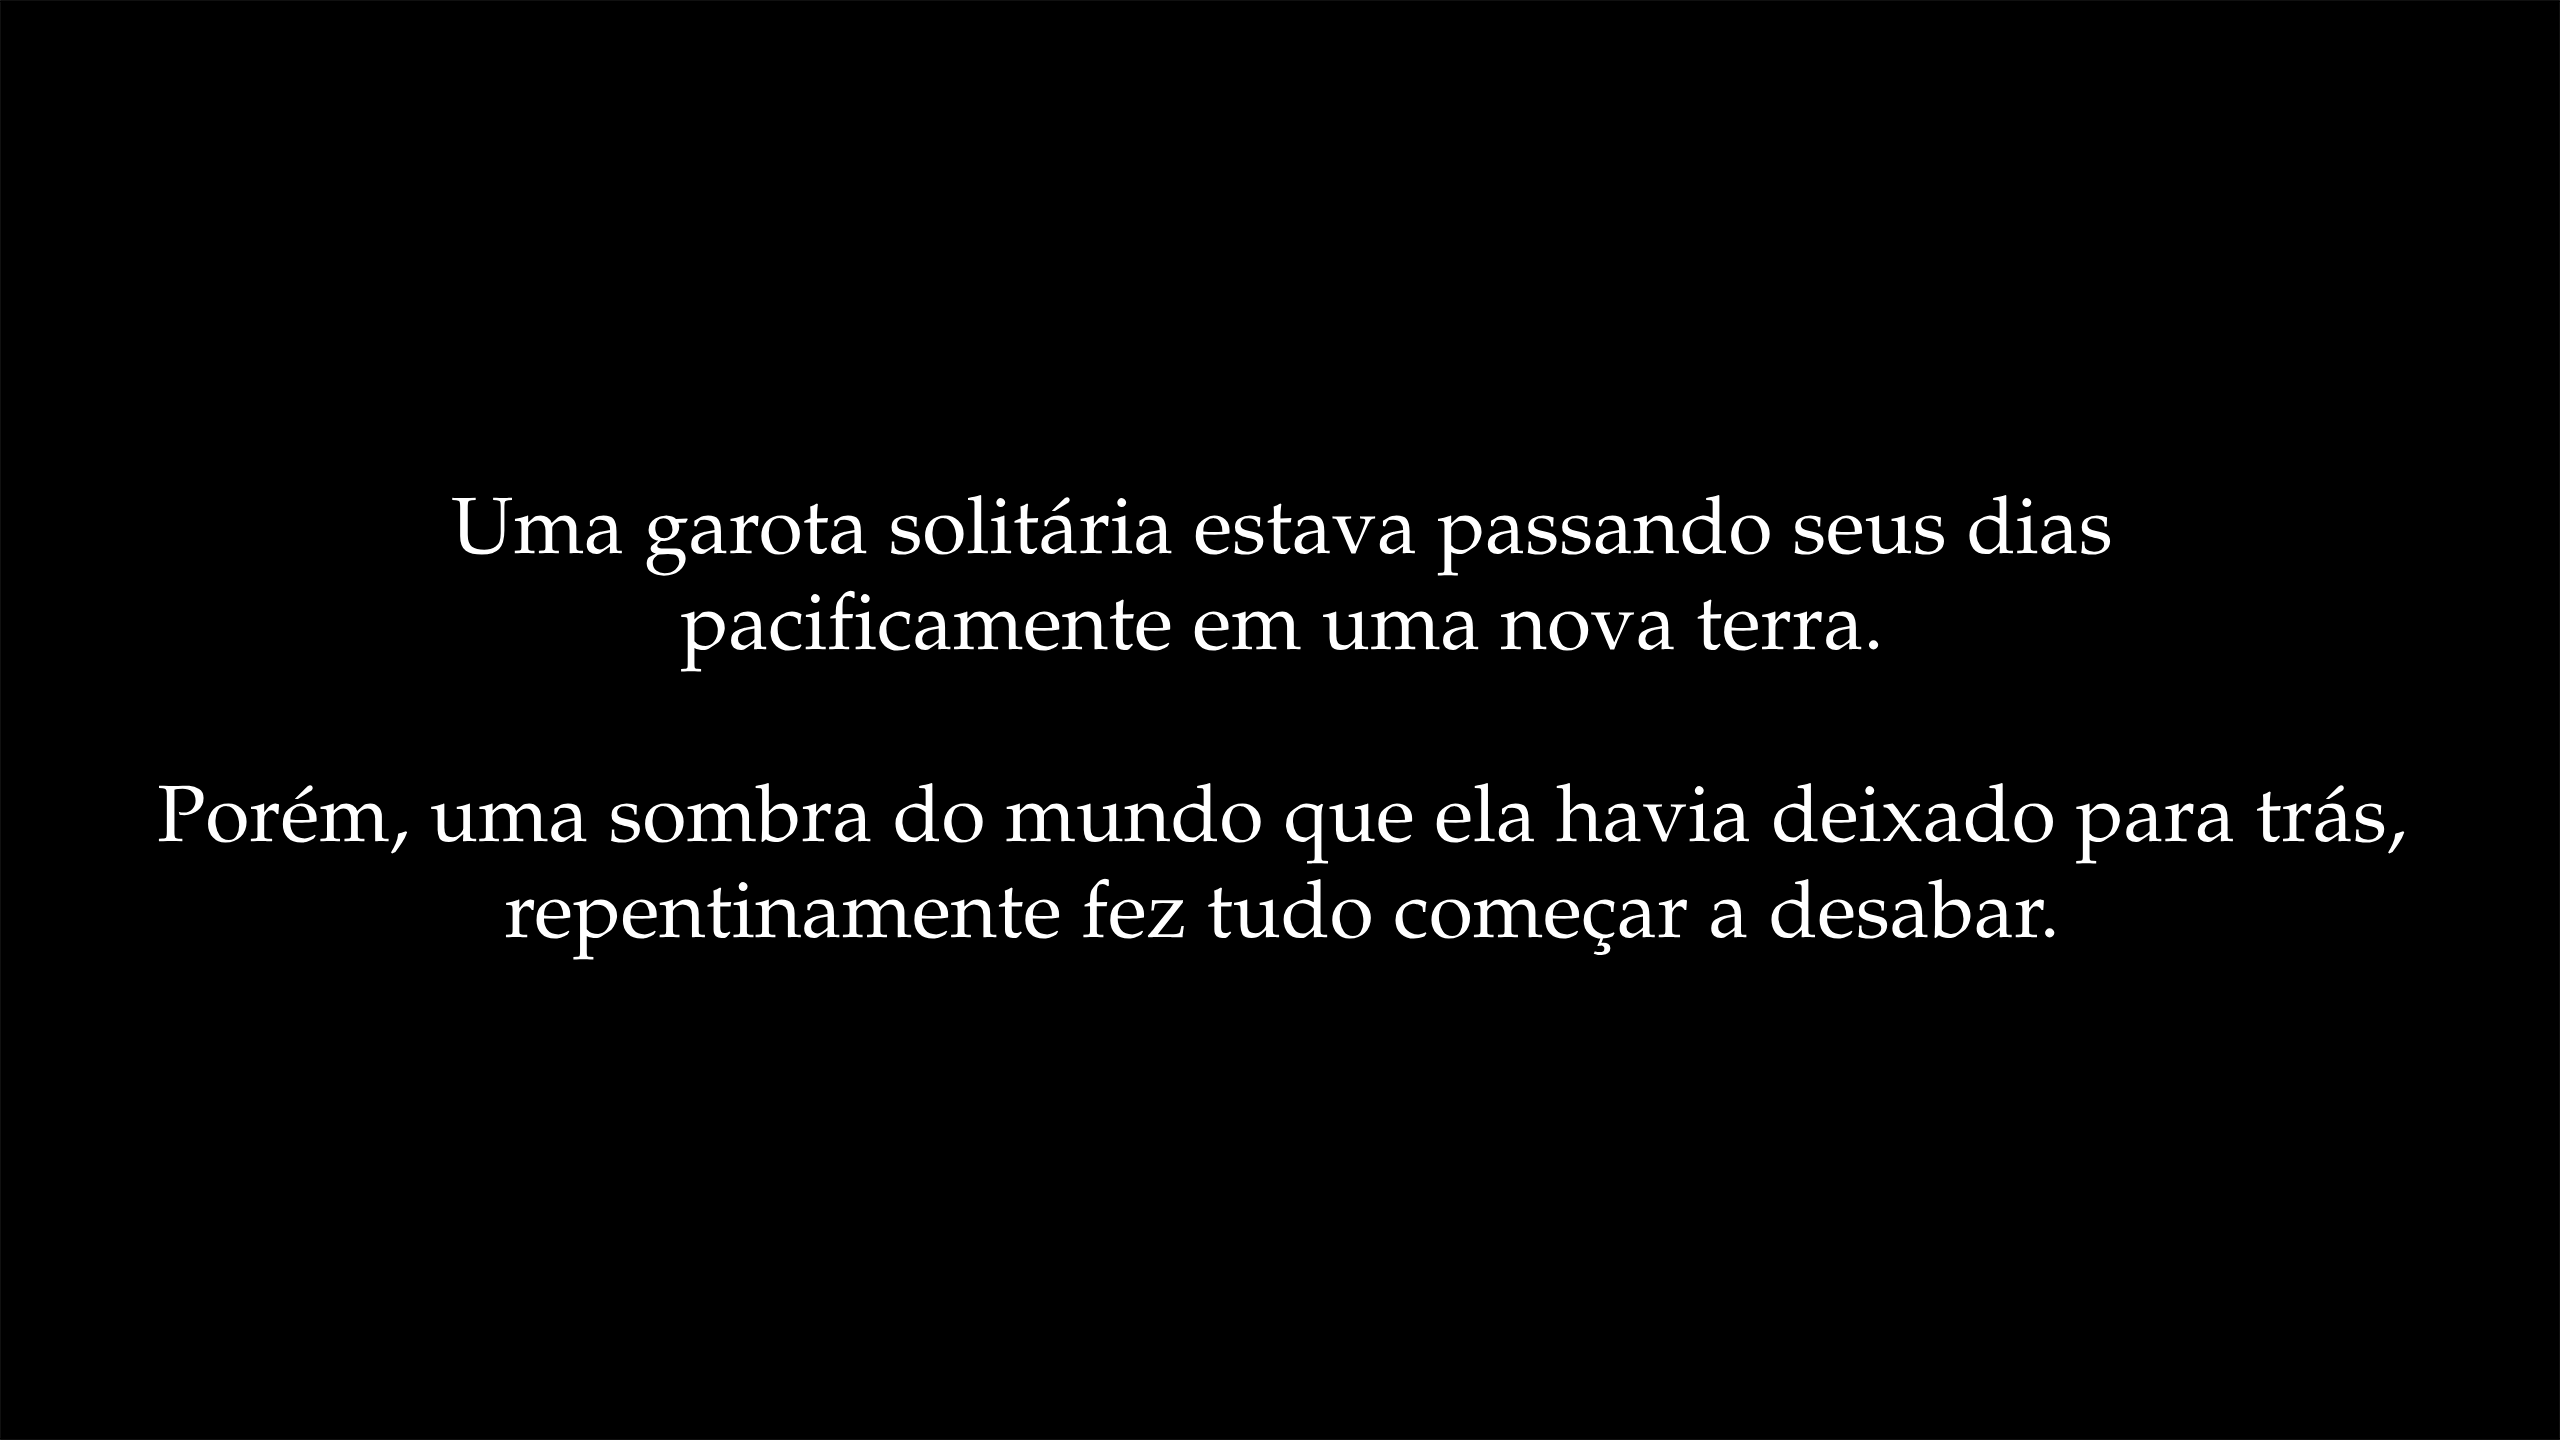 Uma garota solitária estava passando seus dias
pacificamente em uma nova terra.
Porém, uma sombra do mundo que ela havia deixado para trás,
repentinamente fez tudo começar a desabar.